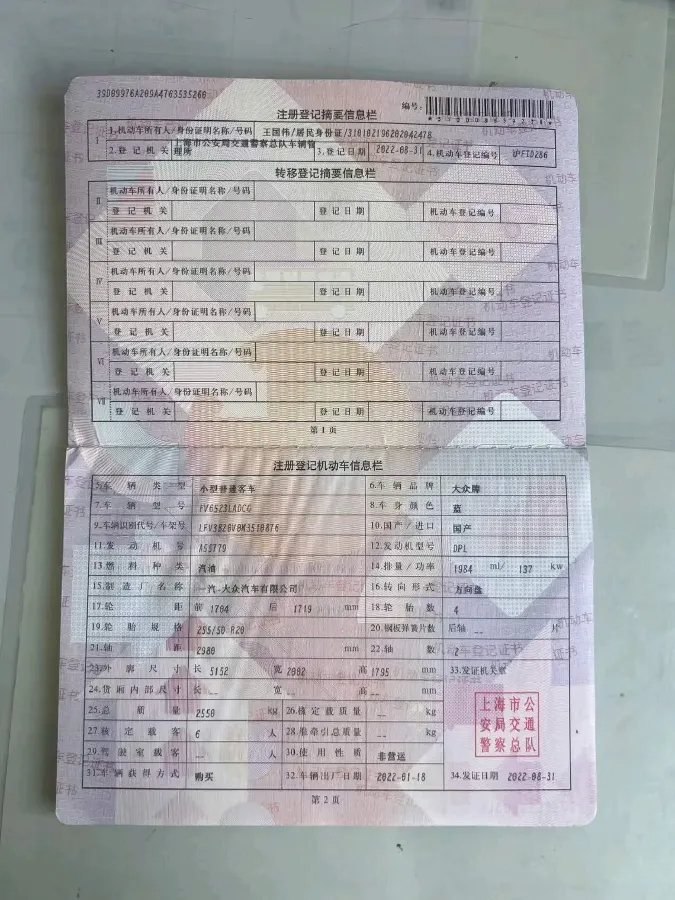 39D09976A209A4763535260
编号:
注册登记摘要信息栏
I 1.机动车所有人/身份证明名称/号码 王国伟/居民身份证/310102196202042478
2.登记机关 上海市公安局交通警察总队车辆管理所 3.登记日期 2022-08-31 4.机动车登记编号 沪FTD286
转移登记摘要信息栏
II 机动车所有人/身份证明名称/号码
登记机关 登记日期 机动车登记编号
III 机动车所有人/身份证明名称/号码
登记机关 登记日期 机动车登记编号
IV 机动车所有人/身份证明名称/号码
登记机关 登记日期 机动车登记编号
V 机动车所有人/身份证明名称/号码
登记机关 登记日期 机动车登记编号
VI 机动车所有人/身份证明名称/号码
登记机关 登记日期 机动车登记编号
VII 机动车所有人/身份证明名称/号码
登记机关 登记日期 机动车登记编号
第1页
注册登记机动车信息栏
5.车辆类型 小型普通客车 6.车辆品牌 大众牌
7.车辆型号 FV6523LADCG 8.车身颜色 蓝
9.车辆识别代号/车架号 10.国产/进口 国产
11.发动机号 A59770 12.发动机型号 DPL
13.燃料种类 汽油 14.排量/功率 1984 ml/ 137 kw
15.制造厂名称 一汽-大众汽车有限公司 16.转向形式 方向盘
17.轮距 前 1704 后 1719 mm 18.轮胎数 4
19.轮胎规格 255/50 R20 20.钢板弹簧片数 后轴 -- 片
21.轴距 2980 mm 22.轴数 2
23.外廓尺寸 长 5152 宽 2002 高 1795 mm 33.发证机关章
24.货厢内部尺寸 长 -- 宽 -- 高 -- mm
25.总质量 2550 kg 26.核定载质量 -- kg
27.核定载客 6 人 28.准牵引总质量 -- kg
29.驾驶室载客 -- 人 30.使用性质 非营运
上海市公
安局交通
警察总队
31.车辆获得方式 购买 32.车辆出厂日期 2022-01-18 34.发证日期 2022-08-31
第2页